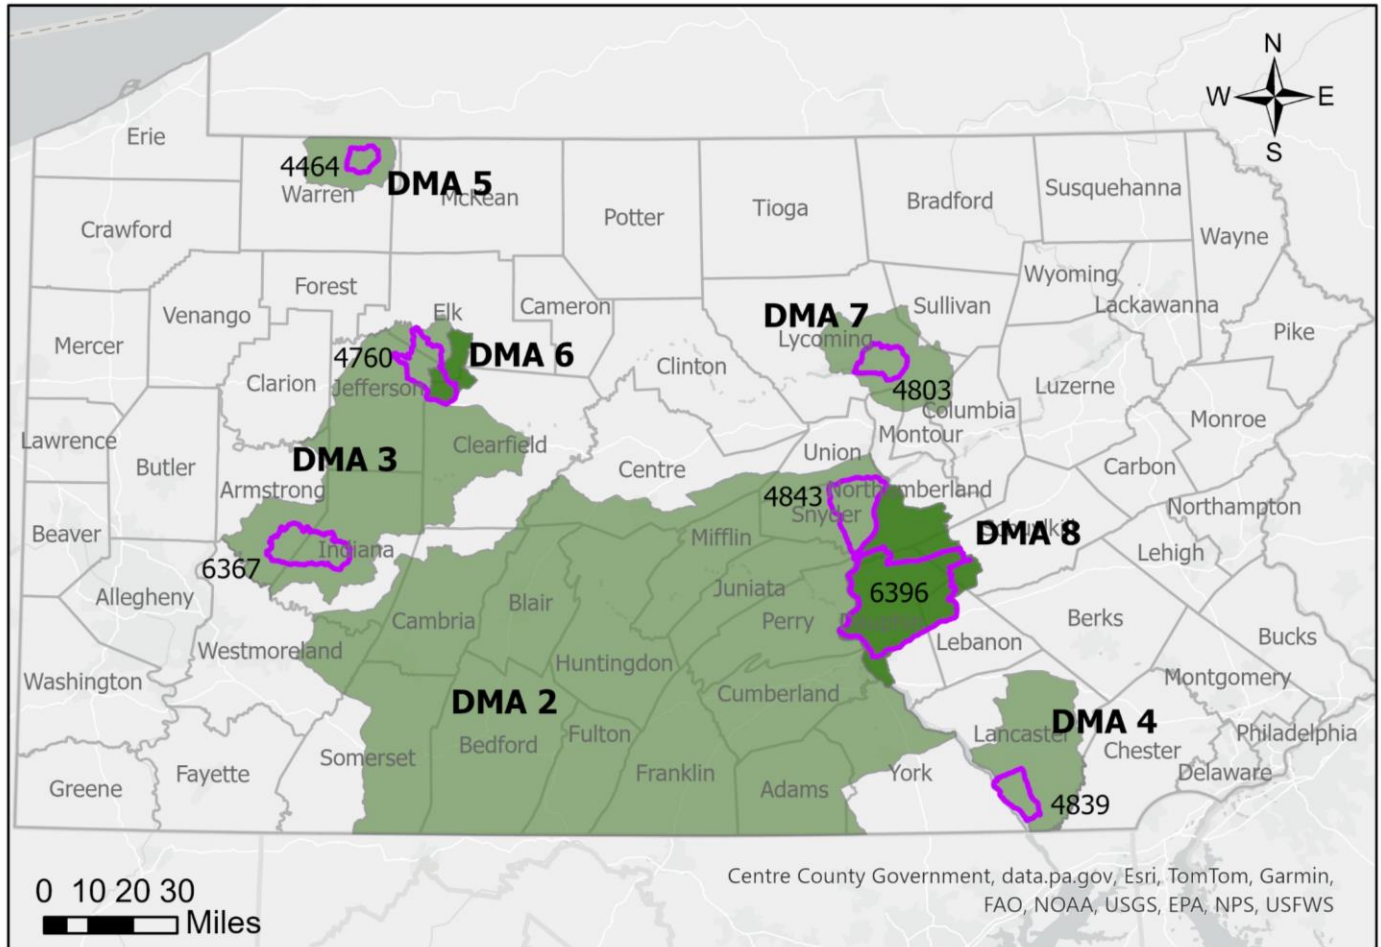 N
W E
S
Erie
Crawford
Mercer
Lawrence
Beaver
Washington
Greene
4464
Warren
DMA 5
McKean
Potter
Tioga
Bradford
Susquehanna
Wayne
Wyoming
Lackawanna
Pike
Venango
Forest
Elk
Cameron
Clarion
4760
Jefferson
DMA 6
Clinton
DMA 7
Lycoming
Sullivan
4803
Columbia
Montour
Luzerne
Monroe
Butler
DMA 3
Armstrong
Clearfield
Centre
Union
Carbon
Northampton
Lehigh
6367
Indiana
Allegheny
Westmoreland
Cambria
Blair
Mifflin
4843
Northumberland
Snyder
DMA 8
Juniata
6396
Perry
Lebanon
Berks
Bucks
Huntingdon
DMA 2
Cumberland
Montgomery
Philadelphia
Lancaster
DMA 4
Chester
Delaware
Somerset
Bedford
Fulton
Franklin
Adams
York
4839
Fayette
0 10 20 30
Miles
Centre County Government, data.pa.gov, Esri, TomTom, Garmin,
FAO, NOAA, USGS, EPA, NPS, USFWS